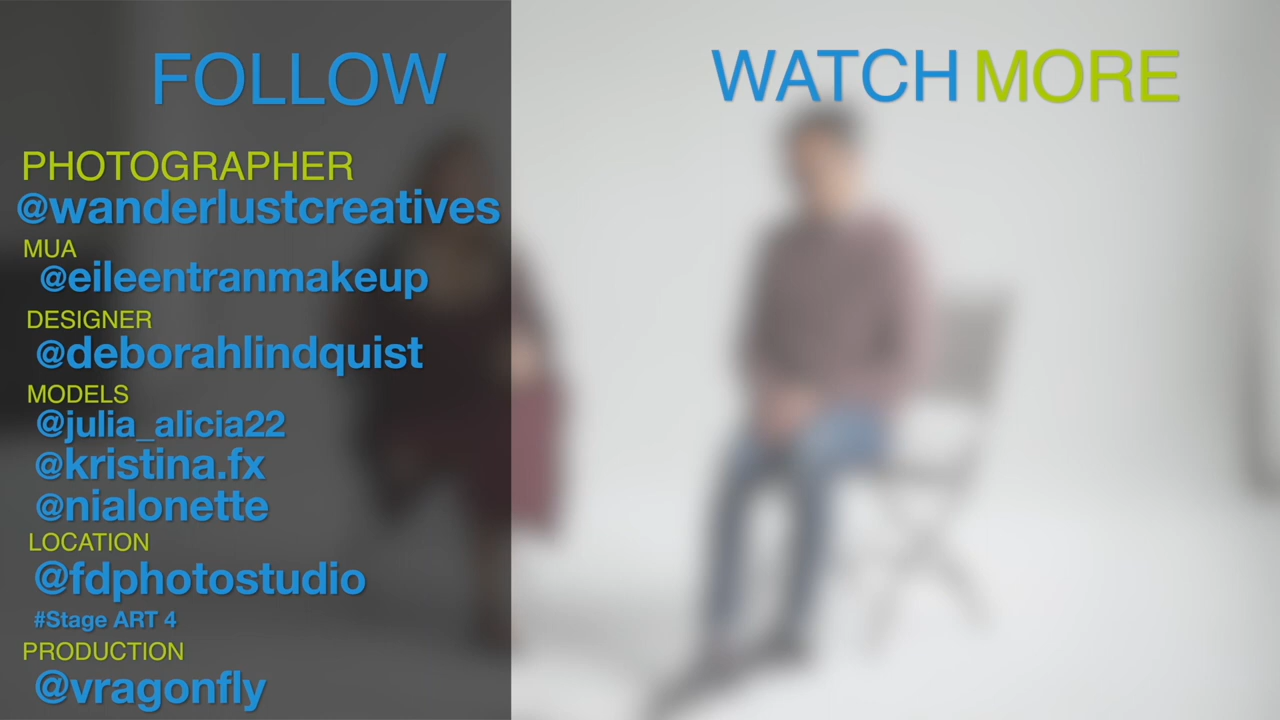 FOLLOW
PHOTOGRAPHER
@wanderlustcreatives
MUA
@eileentranmakeup
DESIGNER
@deborahlindquist
MODELS
@julia_alicia22
@kristina.fx
@nialonette
LOCATION
@fdphotostudio
#Stage ART 4
PRODUCTION
@vragonfly
WATCH MORE